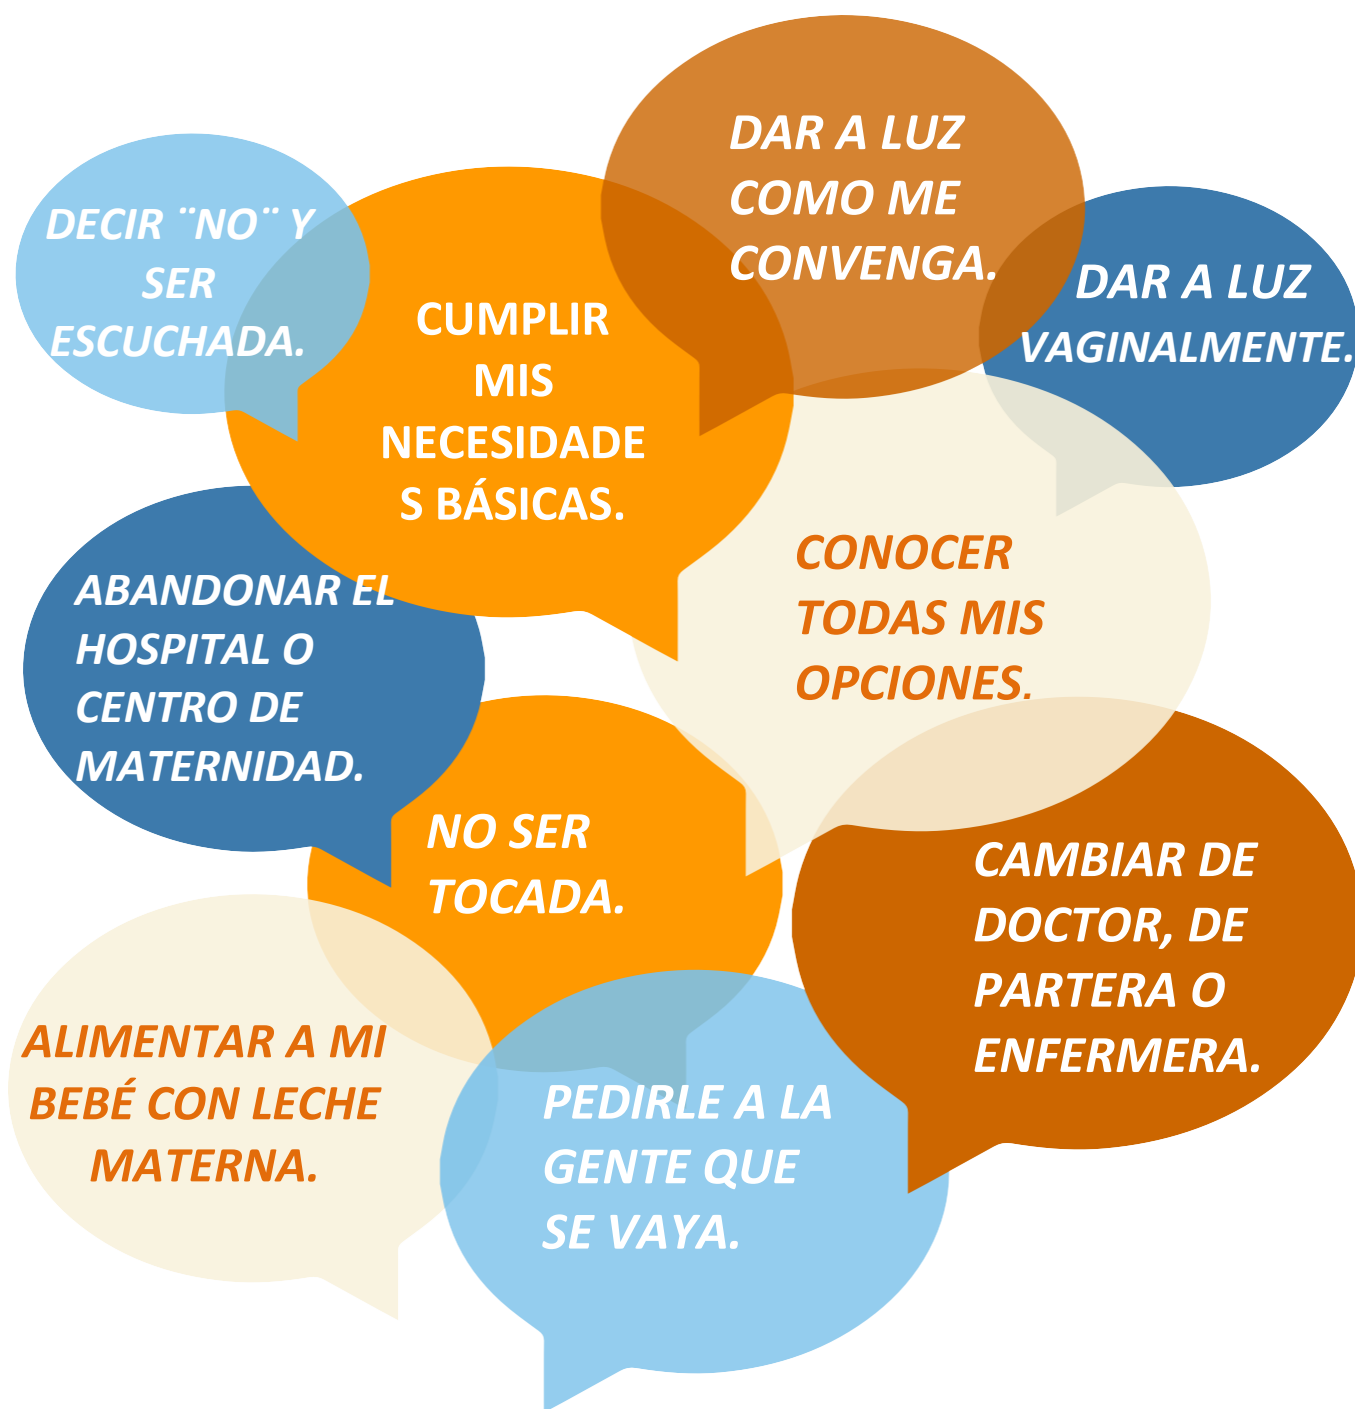 DAR A LUZ
COMO ME
CONVENGA.
DECIR ¨NO¨ Y
SER
ESCUCHADA.
CUMPLIR
MIS
NECESIDADE
S BÁSICAS.
DAR A LUZ
VAGINALMENTE.
CONOCER
TODAS MIS
OPCIONES.
ABANDONAR EL
HOSPITAL O
CENTRO DE
MATERNIDAD.
NO SER
TOCADA.
CAMBIAR DE
DOCTOR, DE
PARTERA O
ENFERMERA.
ALIMENTAR A MI
BEBÉ CON LECHE
MATERNA.
PEDIRLE A LA
GENTE QUE
SE VAYA.